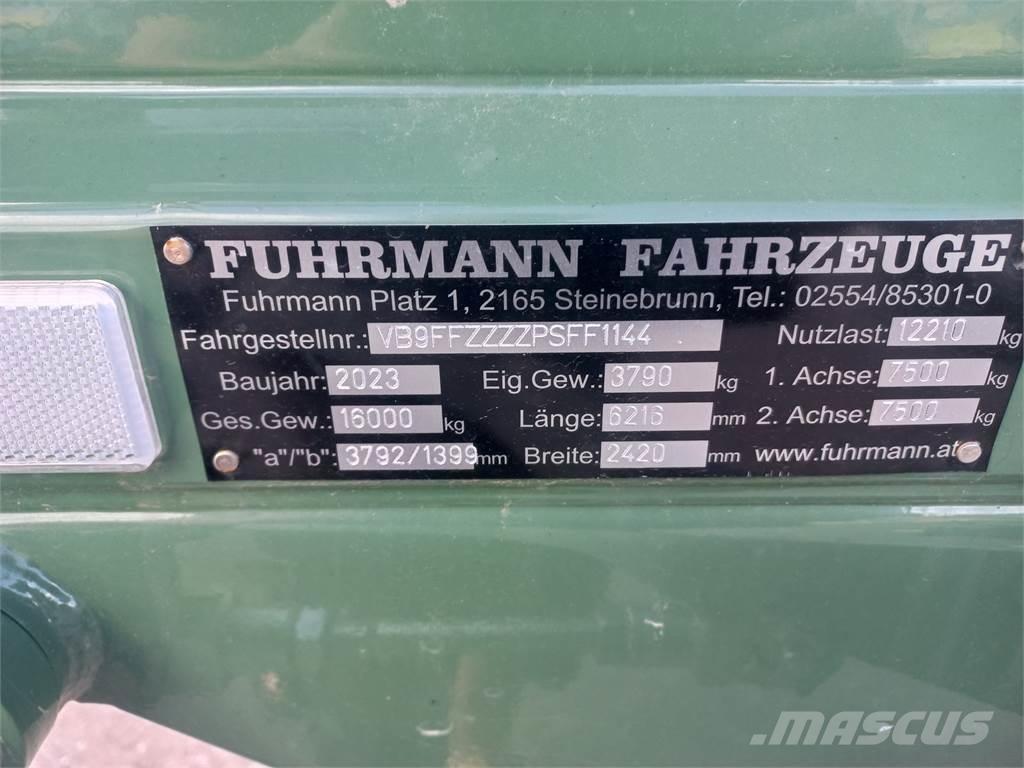 FUHRMANN FAHRZEUGE
Fuhrmann Platz 1, 2165 Steinebrunn, Tel.: 02554/85301-0
Fahrgestellnr.: VB9FFZZZZPSFF1144 Nutzlast: 12210 kg
Baujahr: 2023 Eig.Gew.: 3790 kg 1. Achse: 7500 kg
Ges.Gew.: 16000 kg Länge: 6216 mm 2. Achse: 7500 kg
"a"/"b": 3792/1399 mm Breite: 2420 mm www.fuhrmann.at
MASCUS